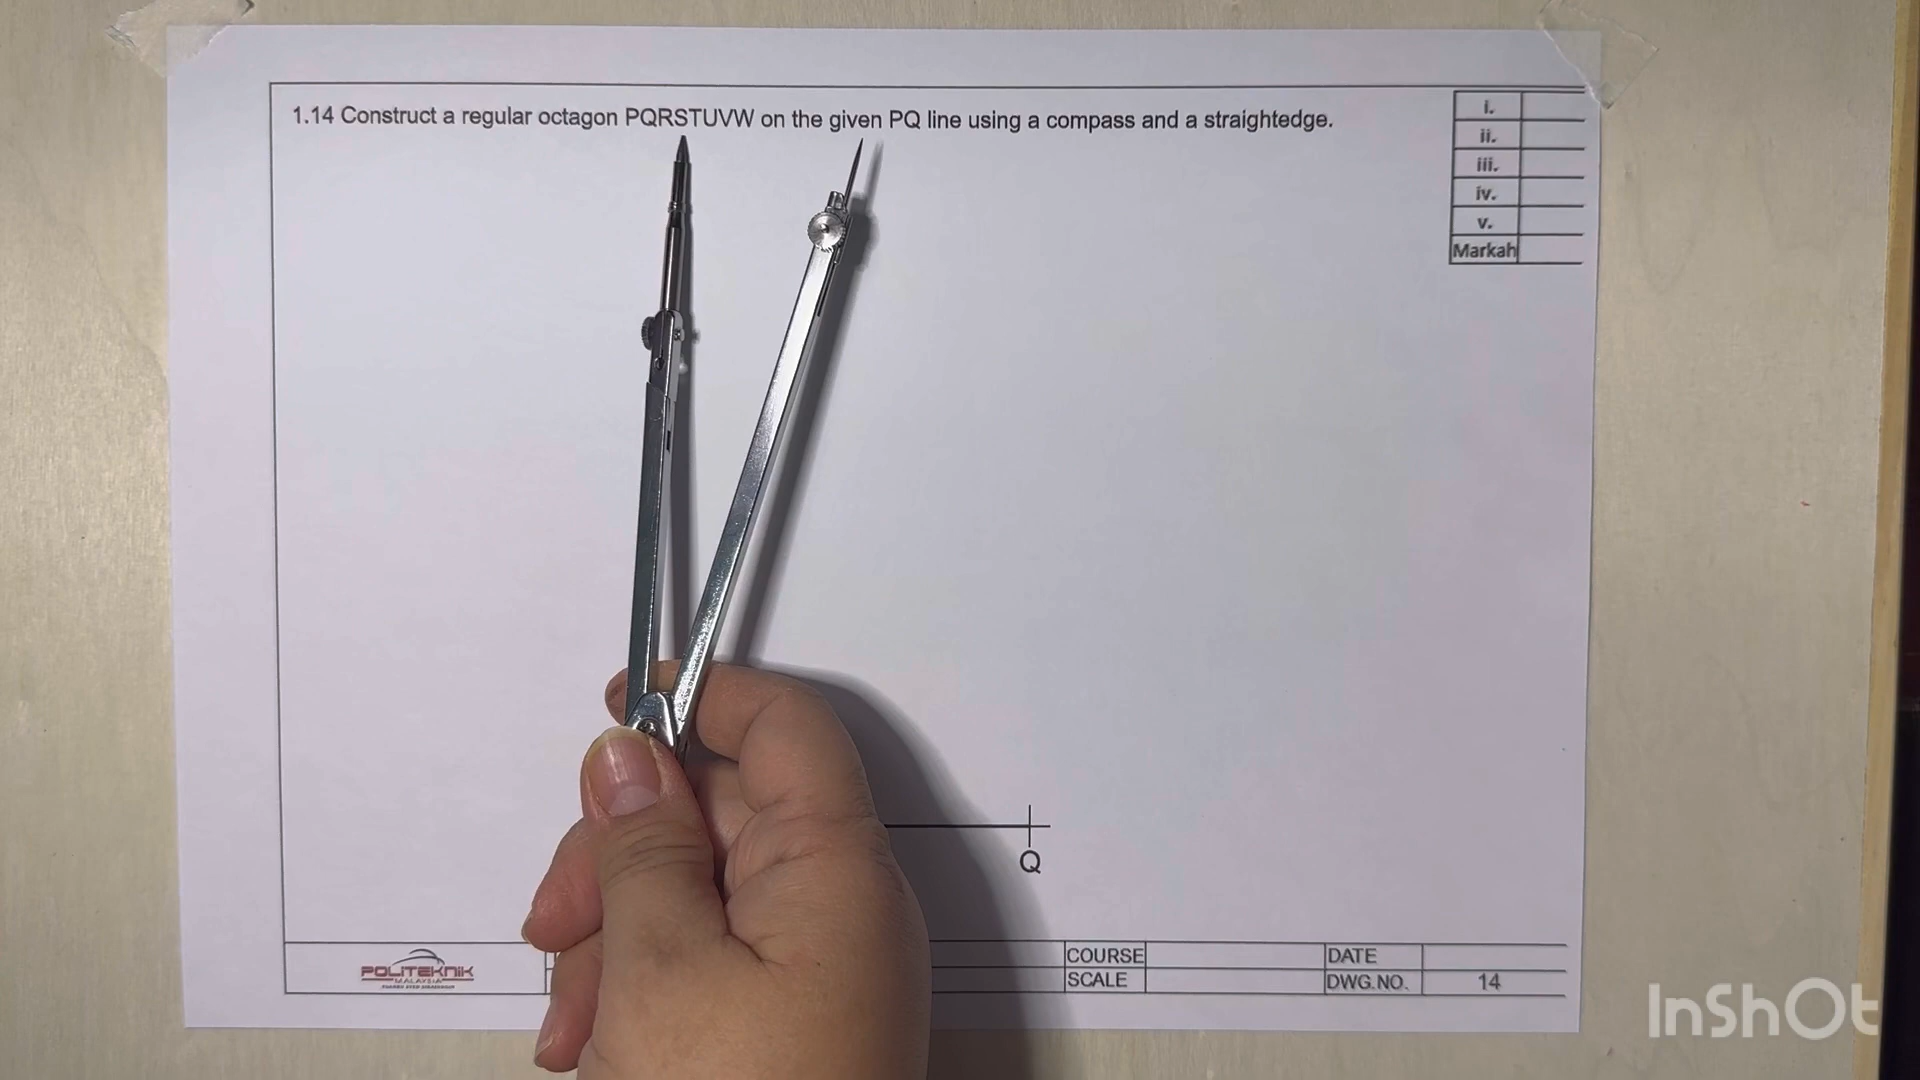 1.14 Construct a regular octagon PQRSTUVW on the given PQ line using a compass and a straightedge.
i.
ii.
iii.
iv.
v.
Markah
Q
POLITEKNIK
MALAYSIA
COURSE
DATE
SCALE
DWG.NO.
14
InShOt